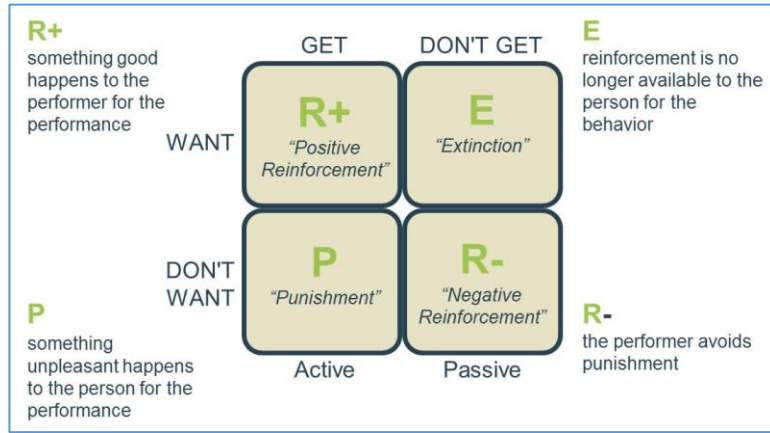 R+
something good
happens to the
performer for the
performance
GET
DON'T GET
E
reinforcement is no
longer available to the
person for the
behavior
WANT
R+
“Positive
Reinforcement”
E
“Extinction”
DON'T
WANT
P
“Punishment”
R-
“Negative
Reinforcement”
P
something
unpleasant happens
to the person for the
performance
Active
Passive
R-
the performer avoids
punishment